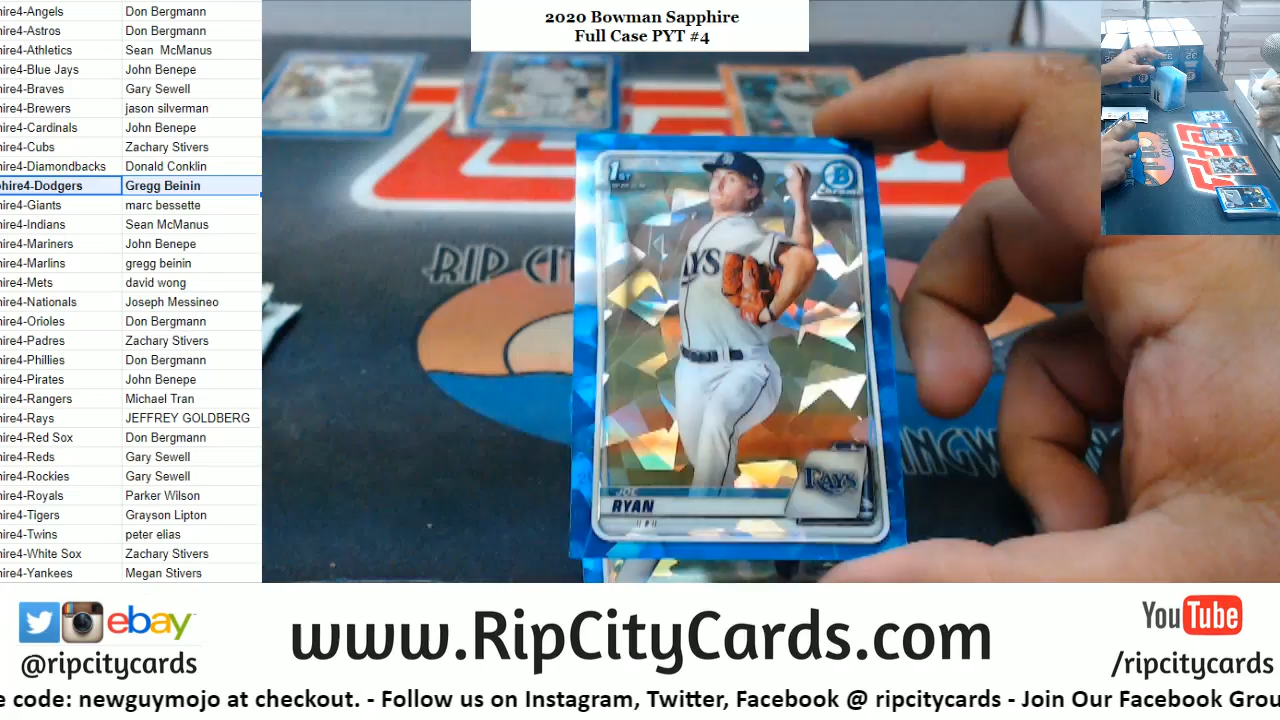 2020 Bowman Sapphire
Full Case PYT #4
hire4-Angels Don Bergmann
hire4-Astros Don Bergmann
hire4-Athletics Sean McManus
hire4-Blue Jays John Benepe
hire4-Braves Gary Sewell
hire4-Brewers jason silverman
hire4-Cardinals John Benepe
hire4-Cubs Zachary Stivers
hire4-Diamondbacks Donald Conklin
phire4-Dodgers Gregg Beinin
hire4-Giants marc bessette
hire4-Indians Sean McManus
hire4-Mariners John Benepe
hire4-Marlins gregg beinin
hire4-Mets david wong
hire4-Nationals Joseph Messineo
hire4-Orioles Don Bergmann
hire4-Padres Zachary Stivers
hire4-Phillies Don Bergmann
hire4-Pirates John Benepe
hire4-Rangers Michael Tran
hire4-Rays JEFFREY GOLDBERG
hire4-Red Sox Don Bergmann
hire4-Reds Gary Sewell
hire4-Rockies Gary Sewell
hire4-Royals Parker Wilson
hire4-Tigers Grayson Lipton
hire4-Twins peter elias
hire4-White Sox Zachary Stivers
hire4-Yankees Megan Stivers
1ST
B
Chrome
AYS
RIP CIT
JOE
RYAN
RAYS
ebay
@ripcitycards
www.RipCityCards.com
YouTube
/ripcitycards
e code: newguymojo at checkout. - Follow us on Instagram, Twitter, Facebook @ ripcitycards - Join Our Facebook Grou